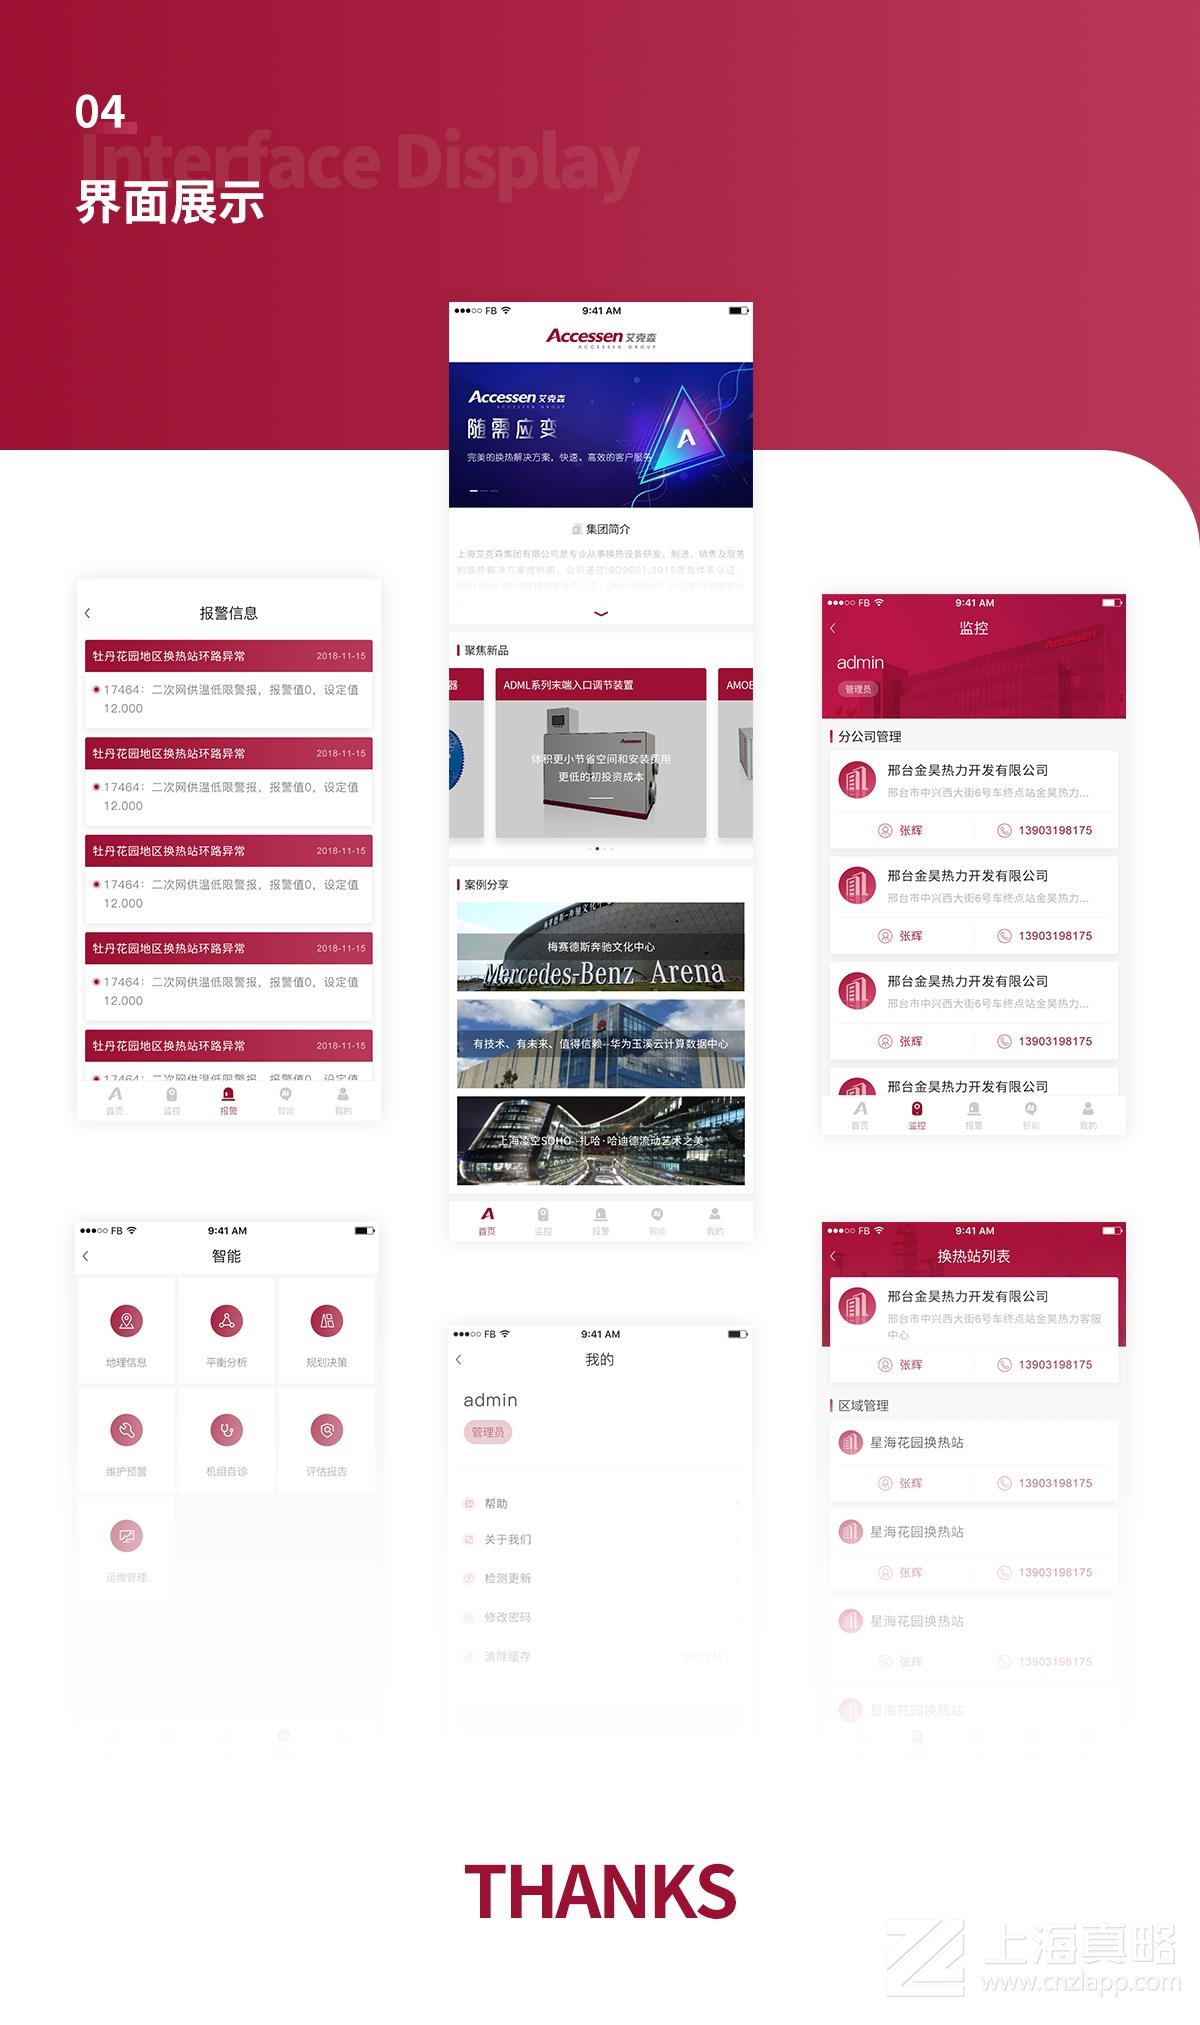 04
Interface Display
界面展示
●●●○○ FB 9:41 AM
Accessen 艾克森
ACCESSEN GROUP
Accessen 艾克森
ACCESSEN GROUP
随需应变
完美的换热解决方案,快速、高效的客户服务
集团简介
上海艾克森集团有限公司是专业从事换热设备研发、制造、销售及服务
的换热解决方案提供商,公司通过ISO9001:2015质量体系认证、
聚焦新品
器
ADML系列末端入口调节装置
AMOE
Accessen
体积更小节省空间和安装费用
更低的初投资成本
案例分享
梅赛德斯奔驰文化中心
Mercedes-Benz Arena
有技术、有未来、值得信赖--华为玉溪云计算数据中心
上海凌空SOHO--扎哈·哈迪德流动艺术之美
首页 监控 报警 智能 我的
报警信息
牡丹花园地区换热站环路异常 2018-11-15
17464:二次网供温低限警报,报警值0,设定值
12.000
牡丹花园地区换热站环路异常 2018-11-15
17464:二次网供温低限警报,报警值0,设定值
12.000
牡丹花园地区换热站环路异常 2018-11-15
17464:二次网供温低限警报,报警值0,设定值
12.000
牡丹花园地区换热站环路异常 2018-11-15
17464:二次网供温低限警报,报警值0,设定值
12.000
牡丹花园地区换热站环路异常 2018-11-15
17464:二次网供温低限警报,报警值0,设定值
首页 监控 报警 智能 我的
●●●○○ FB 9:41 AM
监控
Accessen
admin
管理员
分公司管理
邢台金昊热力开发有限公司
邢台市中兴西大街6号车终点站金昊热力...
张辉 13903198175
邢台金昊热力开发有限公司
邢台市中兴西大街6号车终点站金昊热力...
张辉 13903198175
邢台金昊热力开发有限公司
邢台市中兴西大街6号车终点站金昊热力...
张辉 13903198175
邢台金昊热力开发有限公司
首页 监控 报警 智能 我的
●●●○○ FB 9:41 AM
智能
地理信息 平衡分析 规划决策
维护预警 机组自诊 评估报告
运维管理
●●●○○ FB 9:41 AM
我的
admin
管理员
帮助
关于我们
检测更新
修改密码
清除缓存 360.2M
●●●○○ FB 9:41 AM
换热站列表
邢台金昊热力开发有限公司
邢台市中兴西大街6号车终点站金昊热力客服
中心
张辉 13903198175
区域管理
星海花园换热站
张辉 13903198175
星海花园换热站
张辉 13903198175
星海花园换热站
张辉 13903198175
星海花园换热站
THANKS
上海真略
www.cnzlapp.com